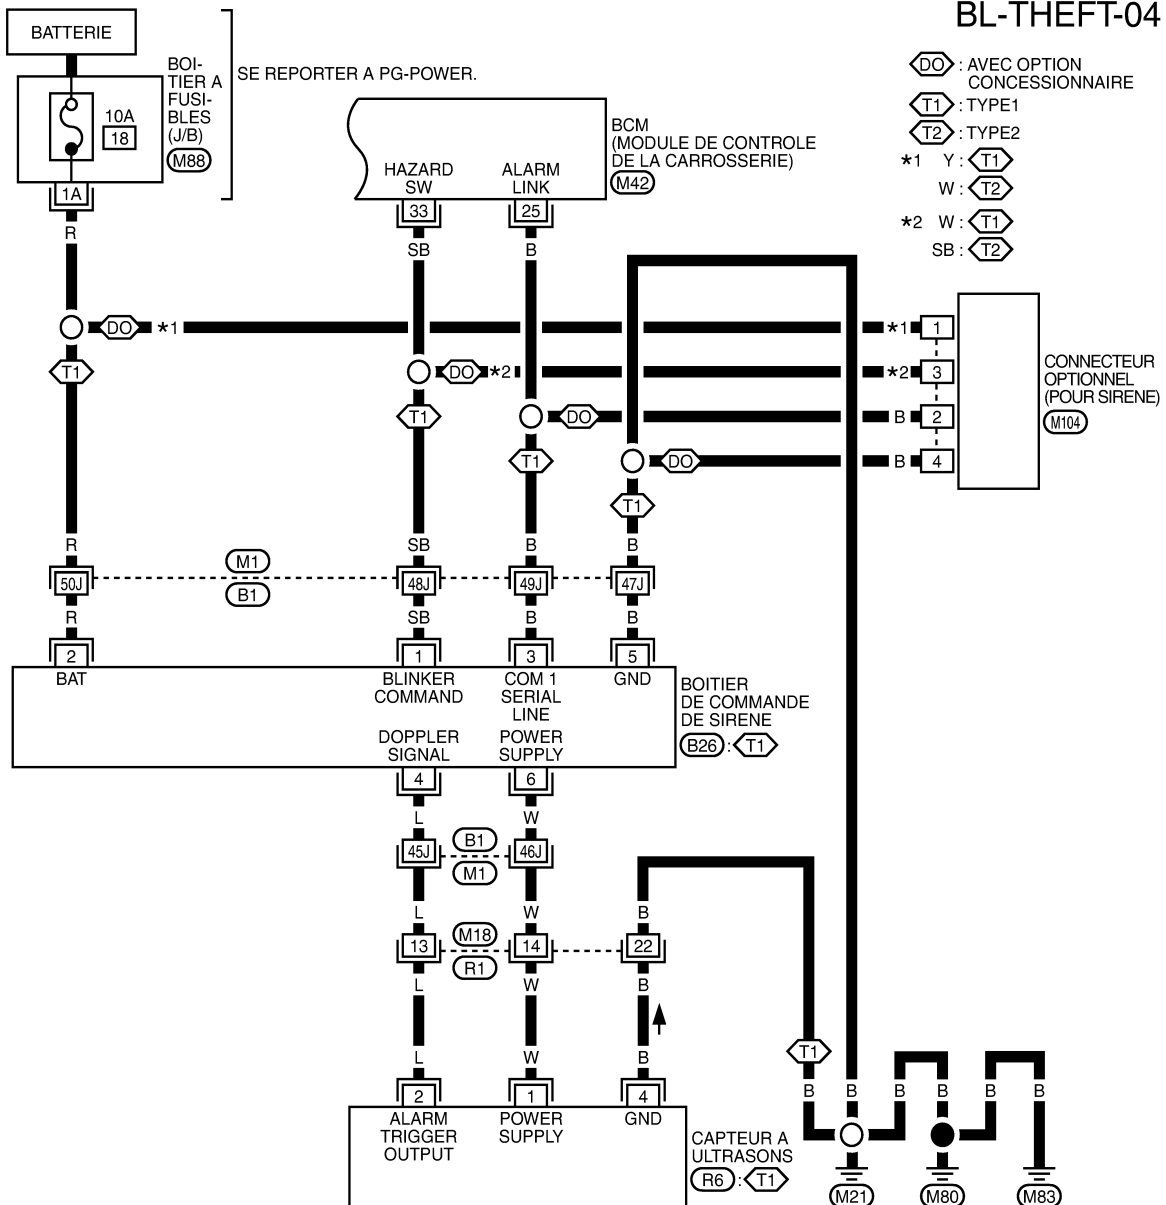 BL-THEFT-04
BATTERIE
BOI-
TIER A
FUSI-
BLES
(J/B)
M88
10A
18
1A
SE REPORTER A PG-POWER.
BCM
(MODULE DE CONTROLE
DE LA CARROSSERIE)
M42
HAZARD
SW
ALARM
LINK
33
25
DO : AVEC OPTION
CONCESSIONNAIRE
T1 : TYPE1
T2 : TYPE2
*1 Y : T1
W : T2
*2 W : T1
SB : T2
R
SB
B
DO *1
*1 1
T1
DO *2
*2 3
CONNECTEUR
OPTIONNEL
(POUR SIRENE)
M104
T1
DO
B 2
T1
DO
B 4
T1
R
SB
B
B
M1
50J
48J
49J
47J
B1
R
SB
B
B
2
1
3
5
BAT
BLINKER
COMMAND
COM 1
SERIAL
LINE
GND
BOITIER
DE COMMANDE
DE SIRENE
B26 : T1
DOPPLER
SIGNAL
POWER
SUPPLY
4
6
L
W
B1
45J
46J
M1
L
W
B
M18
13
14
22
R1
L
W
B
L
W
B
T1
2
1
4
B
B
B
B
B
B
ALARM
TRIGGER
OUTPUT
POWER
SUPPLY
GND
CAPTEUR A
ULTRASONS
R6 : T1
M21
M80
M83